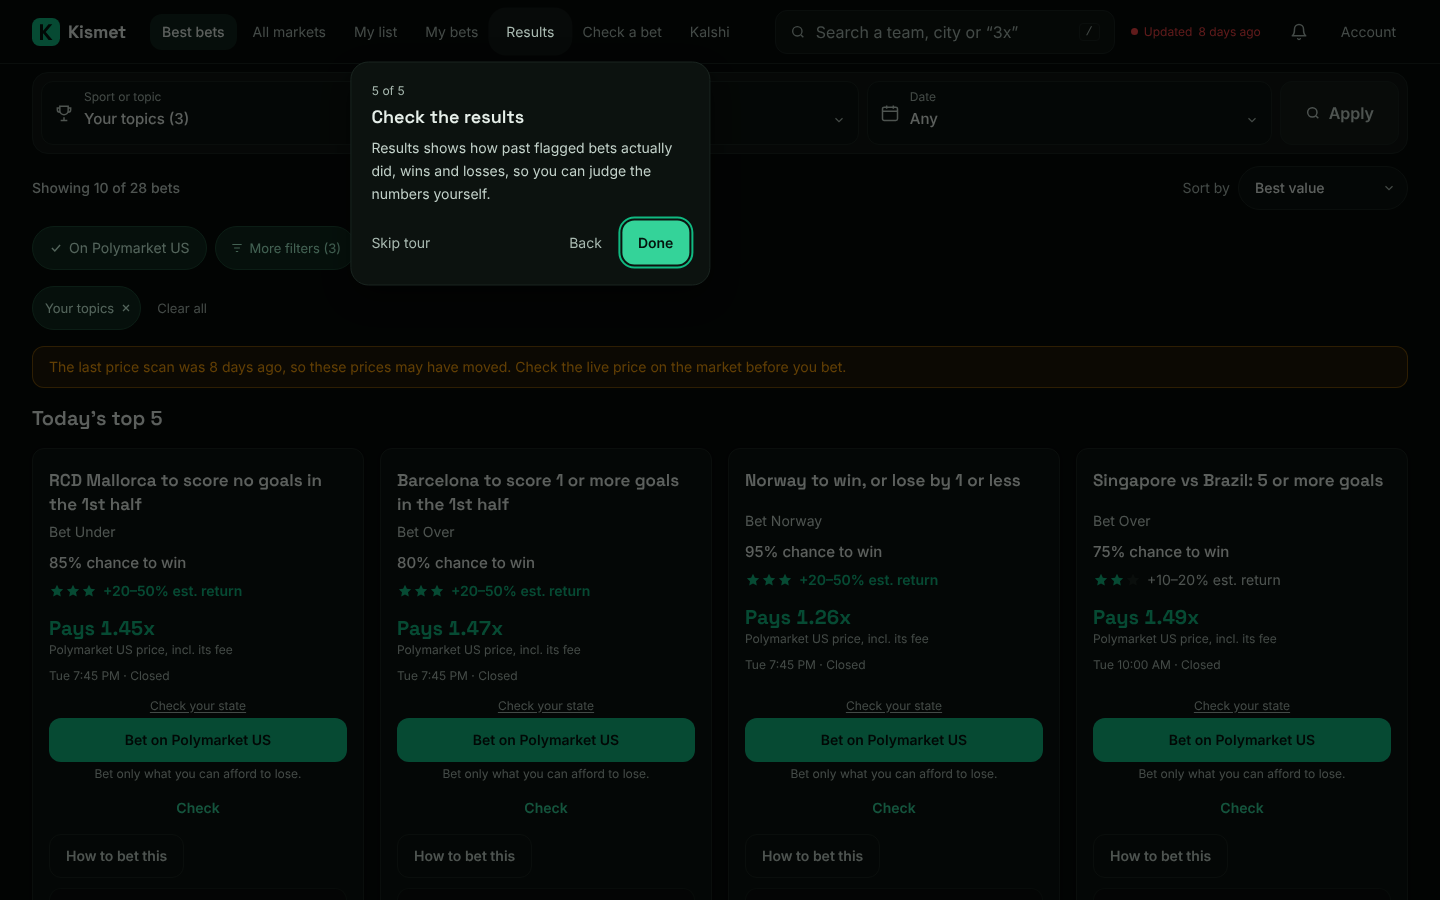 K Kismet
Best bets
All markets
My list
My bets
Results
Check a bet
Kalshi
Search a team, city or “3x”
/
Updated 8 days ago
Account
Sport or topic
Your topics (3)
Date
Any
Apply
5 of 5
Check the results
Results shows how past flagged bets actually
did, wins and losses, so you can judge the
numbers yourself.
Skip tour
Back
Done
Showing 10 of 28 bets
Sort by
Best value
On Polymarket US
More filters (3)
Your topics ×
Clear all
The last price scan was 8 days ago, so these prices may have moved. Check the live price on the market before you bet.
Today’s top 5
RCD Mallorca to score no goals in
the 1st half
Bet Under
85% chance to win
+20–50% est. return
Pays 1.45x
Polymarket US price, incl. its fee
Tue 7:45 PM · Closed
Check your state
Bet on Polymarket US
Bet only what you can afford to lose.
Check
How to bet this
Barcelona to score 1 or more goals
in the 1st half
Bet Over
80% chance to win
+20–50% est. return
Pays 1.47x
Polymarket US price, incl. its fee
Tue 7:45 PM · Closed
Check your state
Bet on Polymarket US
Bet only what you can afford to lose.
Check
How to bet this
Norway to win, or lose by 1 or less
Bet Norway
95% chance to win
+20–50% est. return
Pays 1.26x
Polymarket US price, incl. its fee
Tue 7:45 PM · Closed
Check your state
Bet on Polymarket US
Bet only what you can afford to lose.
Check
How to bet this
Singapore vs Brazil: 5 or more goals
Bet Over
75% chance to win
+10–20% est. return
Pays 1.49x
Polymarket US price, incl. its fee
Tue 10:00 AM · Closed
Check your state
Bet on Polymarket US
Bet only what you can afford to lose.
Check
How to bet this